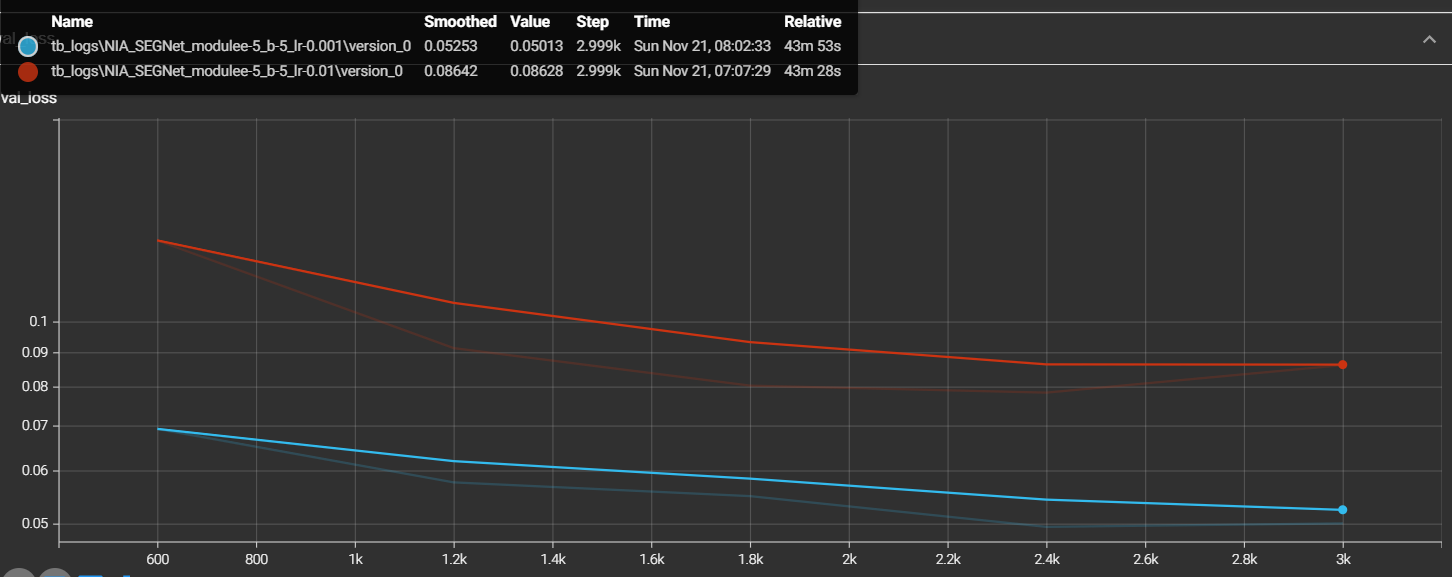 Name Smoothed Value Step Time Relative
tb_logs\NIA_SEGNet_modulee-5_b-5_lr-0.001\version_0 0.05253 0.05013 2.999k Sun Nov 21, 08:02:33 43m 53s
tb_logs\NIA_SEGNet_modulee-5_b-5_lr-0.01\version_0 0.08642 0.08628 2.999k Sun Nov 21, 07:07:29 43m 28s
val_loss
0.1
0.09
0.08
0.07
0.06
0.05
600 800 1k 1.2k 1.4k 1.6k 1.8k 2k 2.2k 2.4k 2.6k 2.8k 3k